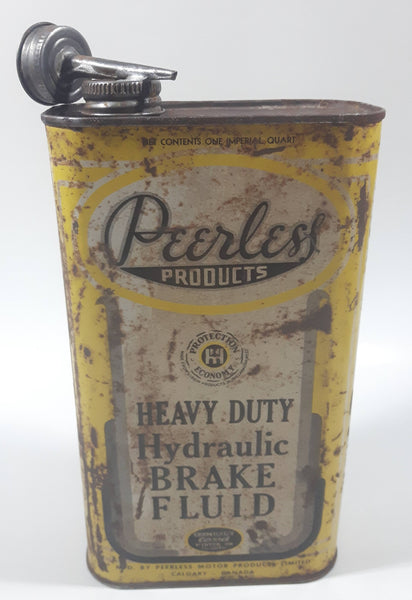 NET CONTENTS ONE IMPERIAL QUART
Peerless
PRODUCTS
PROTECTION
ECONOMY
HEAVY DUTY
Hydraulic
BRAKE
FLUID
BY PEERLESS MOTOR PRODUCTS LIMITED
CALGARY CANADA